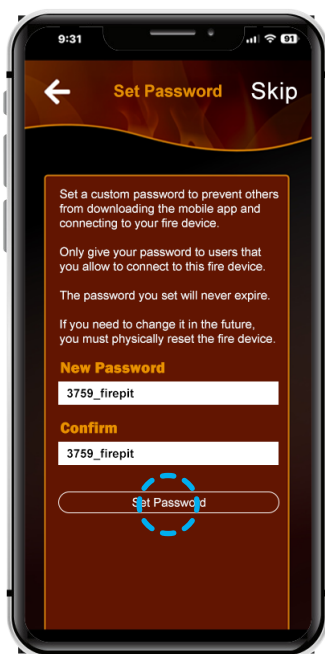 9:31
91
Set Password
Skip
Set a custom password to prevent others
from downloading the mobile app and
connecting to your fire device.
Only give your password to users that
you allow to connect to this fire device.
The password you set will never expire.
If you need to change it in the future,
you must physically reset the fire device.
New Password
3759_firepit
Confirm
3759_firepit
Set Password